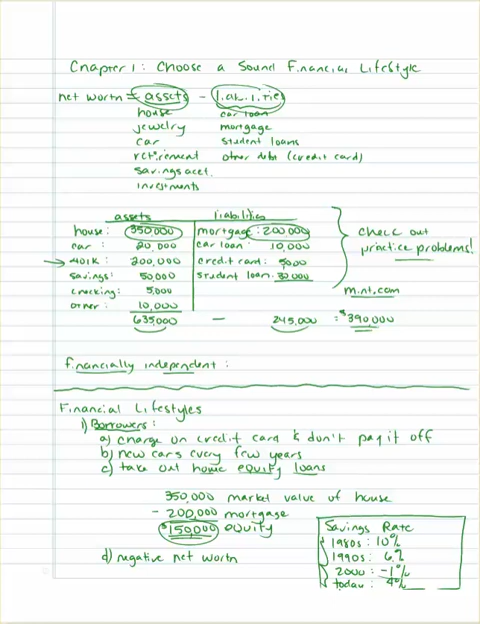 Chapter 1: Choose a Sound Financial Lifestyle
net worth = assets - liabilities
house car loan
jewelry mortgage
car student loans
retirement other debt (credit card)
savings acct.
investments
assets liabilities
house: 350,000 mortgage: 200,000
car: 20,000 car loan: 10,000
→ 401K: 200,000 credit card: 5,000
savings: 50,000 student loan: 30,000
checking: 5,000
other: 10,000
635,000 - 245,000 = $390,000
check out
practice problems!
mint.com
financially independent:
Financial Lifestyles
1) Borrowers:
a) charge on credit card & don't pay it off
b) new cars every few years
c) take out home equity loans
350,000 market value of house
- 200,000 mortgage
$150,000 equity
d) negative net worth
Savings Rate
1980s: 10%
1990s: 6%
2000: -1%
today: 4%